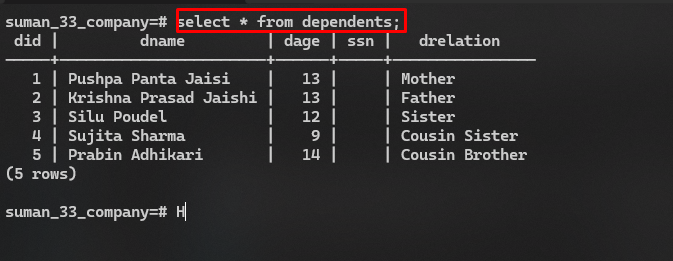 suman_33_company=# select * from dependents;
 did |         dname         | dage | ssn |   drelation
-----+-----------------------+------+-----+----------------
   1 | Pushpa Panta Jaisi    |   13 |     | Mother
   2 | Krishna Prasad Jaishi |   13 |     | Father
   3 | Silu Poudel           |   12 |     | Sister
   4 | Sujita Sharma         |    9 |     | Cousin Sister
   5 | Prabin Adhikari       |   14 |     | Cousin Brother
(5 rows)
suman_33_company=# H